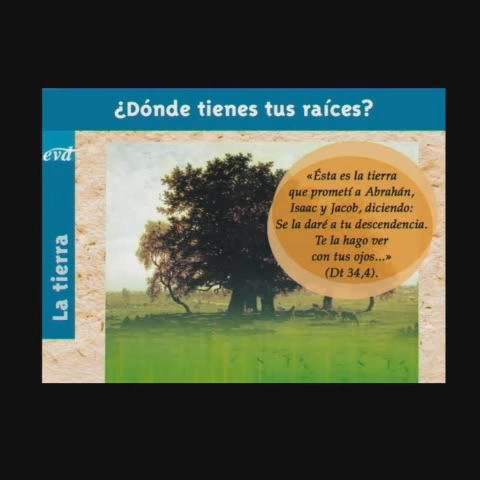 ¿Dónde tienes tus raíces?
evd
La tierra
«Ésta es la tierra
que prometí a Abrahán,
Isaac y Jacob, diciendo:
Se la daré a tu descendencia.
Te la hago ver
con tus ojos...»
(Dt 34,4).